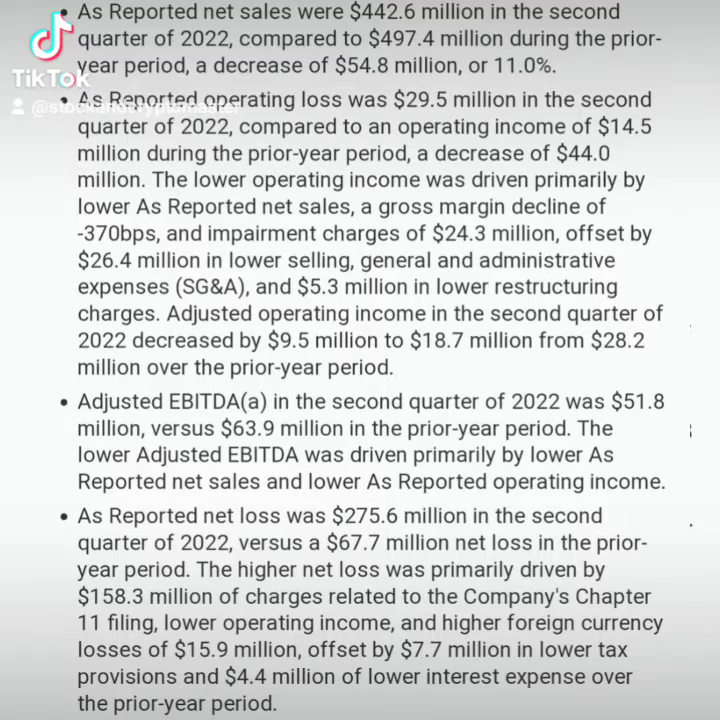 As Reported net sales were $442.6 million in the second
quarter of 2022, compared to $497.4 million during the prior-
year period, a decrease of $54.8 million, or 11.0%.
TikTok
As Reported operating loss was $29.5 million in the second
quarter of 2022, compared to an operating income of $14.5
million during the prior-year period, a decrease of $44.0
million. The lower operating income was driven primarily by
lower As Reported net sales, a gross margin decline of
-370bps, and impairment charges of $24.3 million, offset by
$26.4 million in lower selling, general and administrative
expenses (SG&A), and $5.3 million in lower restructuring
charges. Adjusted operating income in the second quarter of
2022 decreased by $9.5 million to $18.7 million from $28.2
million over the prior-year period.
Adjusted EBITDA(a) in the second quarter of 2022 was $51.8
million, versus $63.9 million in the prior-year period. The
lower Adjusted EBITDA was driven primarily by lower As
Reported net sales and lower As Reported operating income.
As Reported net loss was $275.6 million in the second
quarter of 2022, versus a $67.7 million net loss in the prior-
year period. The higher net loss was primarily driven by
$158.3 million of charges related to the Company's Chapter
11 filing, lower operating income, and higher foreign currency
losses of $15.9 million, offset by $7.7 million in lower tax
provisions and $4.4 million of lower interest expense over
the prior-year period.